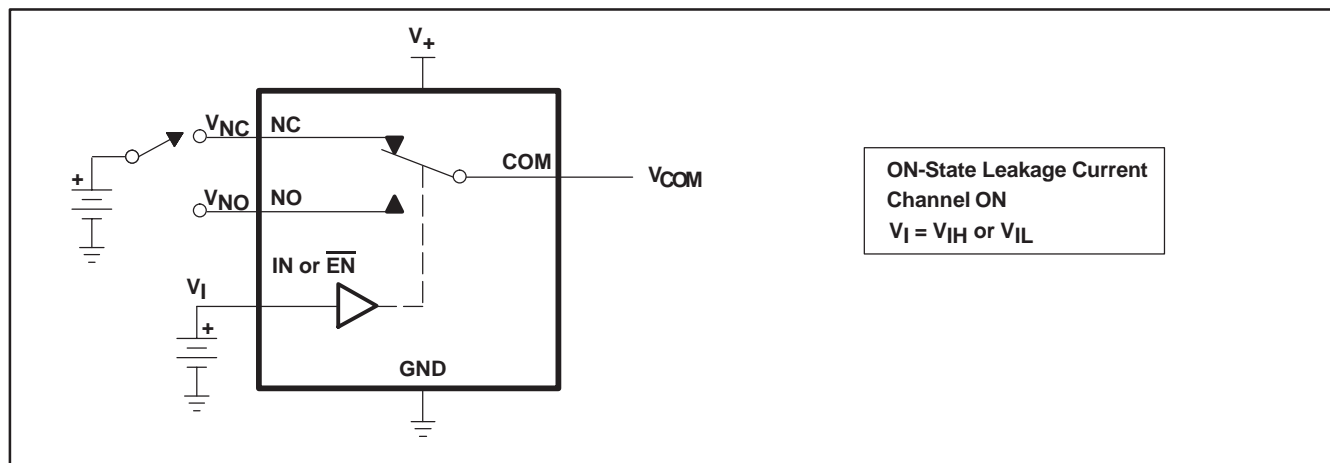 V+
VNC NC
+
COM
VCOM
VNO NO
IN or E̅N̅
VI
+
GND
ON-State Leakage Current
Channel ON
VI = VIH or VIL